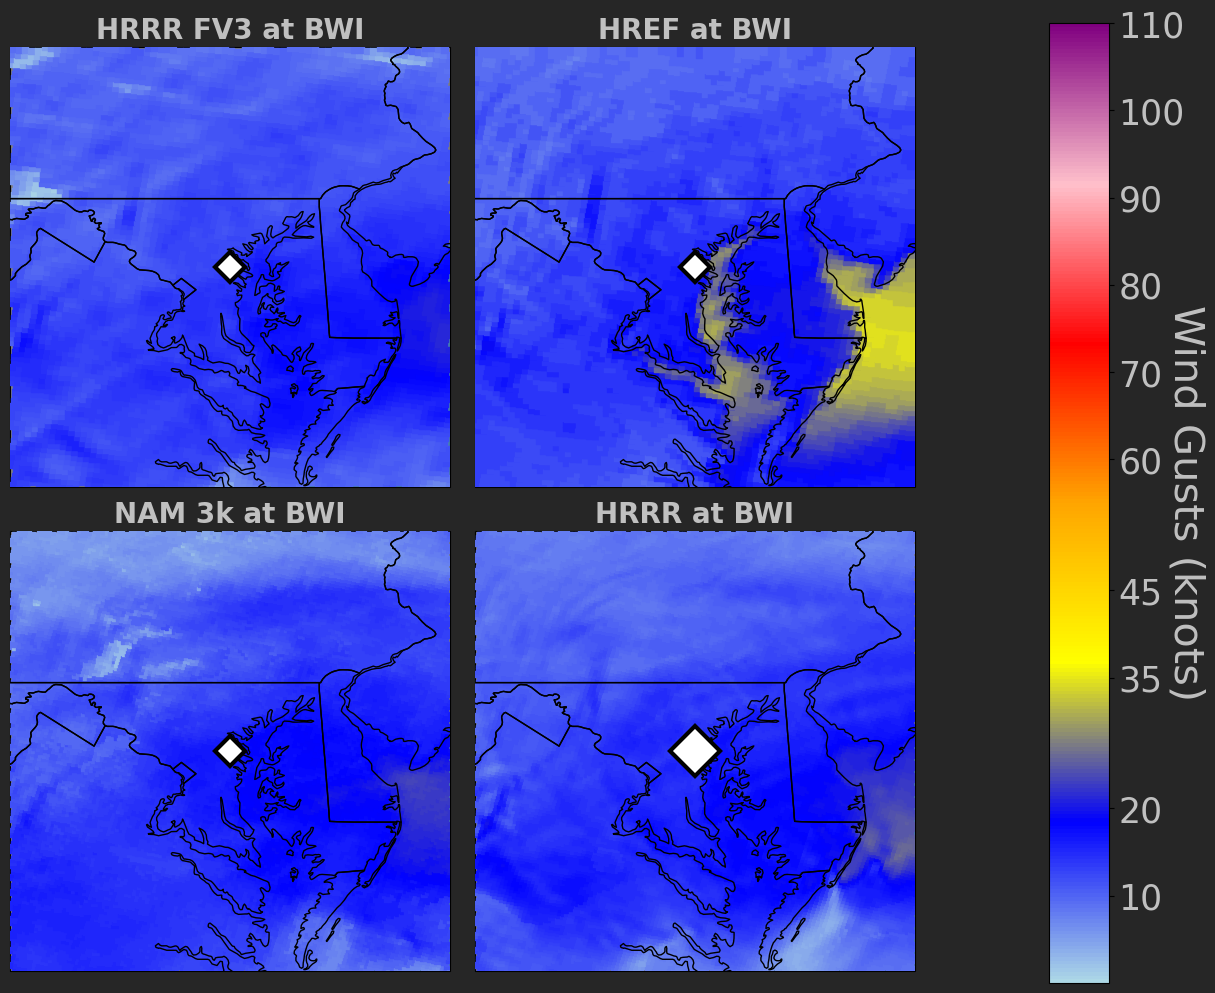 HRRR FV3 at BWI
HREF at BWI
NAM 3k at BWI
HRRR at BWI
110
100
90
80
70
60
45
35
20
10
Wind Gusts (knots)